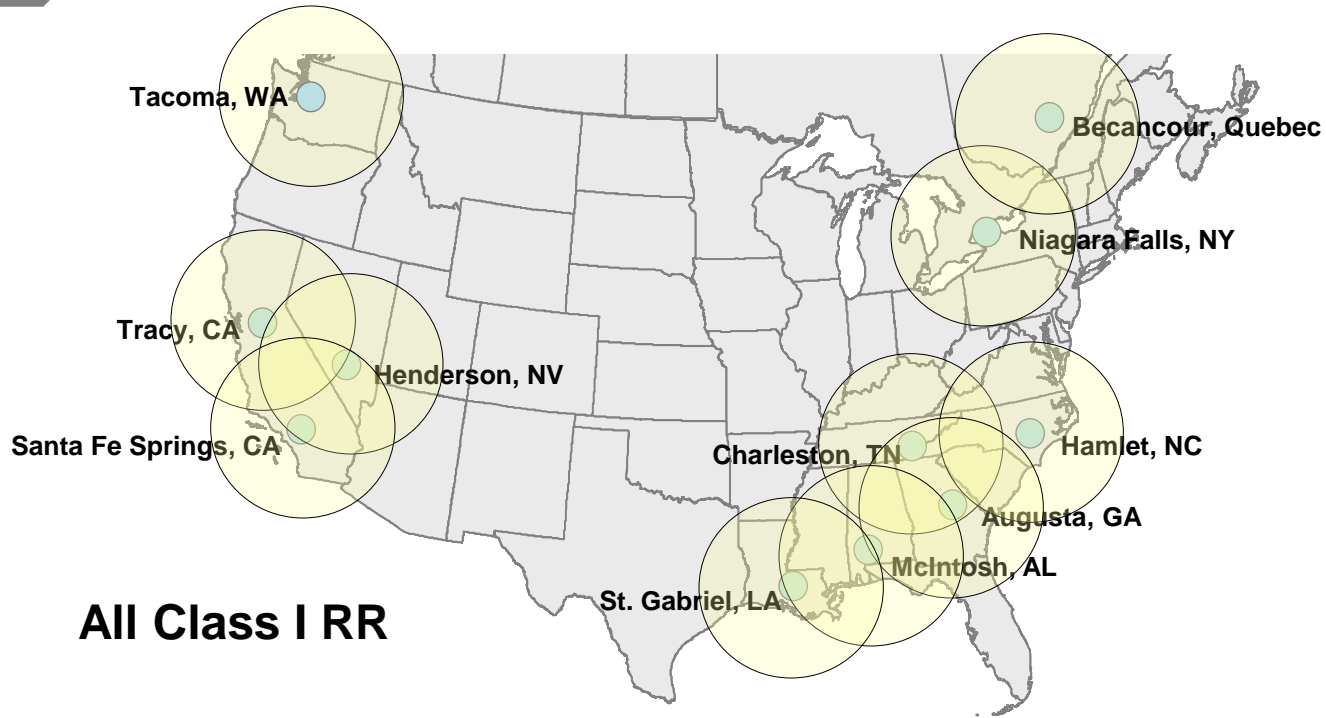 Tacoma, WA
Becancour, Quebec
Niagara Falls, NY
Tracy, CA
Henderson, NV
Santa Fe Springs, CA
Charleston, TN
Hamlet, NC
Augusta, GA
McIntosh, AL
St. Gabriel, LA
All Class I RR